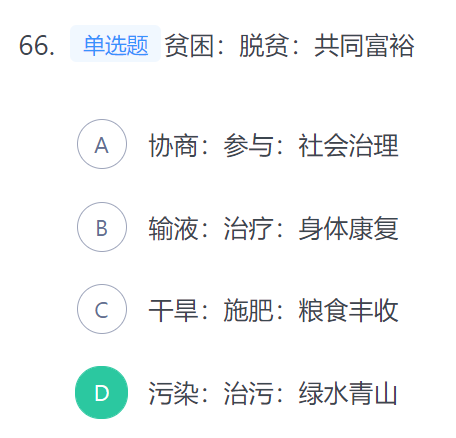 66. 单选题 贫困：脱贫：共同富裕
A 协商：参与：社会治理
B 输液：治疗：身体康复
C 干旱：施肥：粮食丰收
D 污染：治污：绿水青山